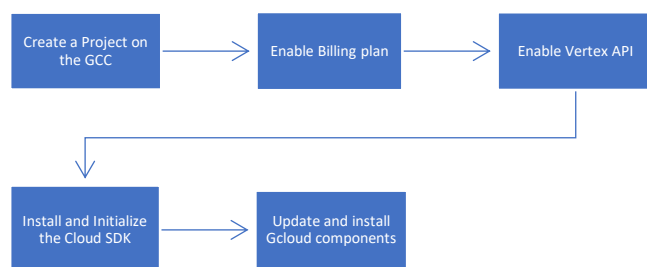 Create a Project on
the GCC
Enable Billing plan
Enable Vertex API
Install and Initialize
the Cloud SDK
Update and install
Gcloud components